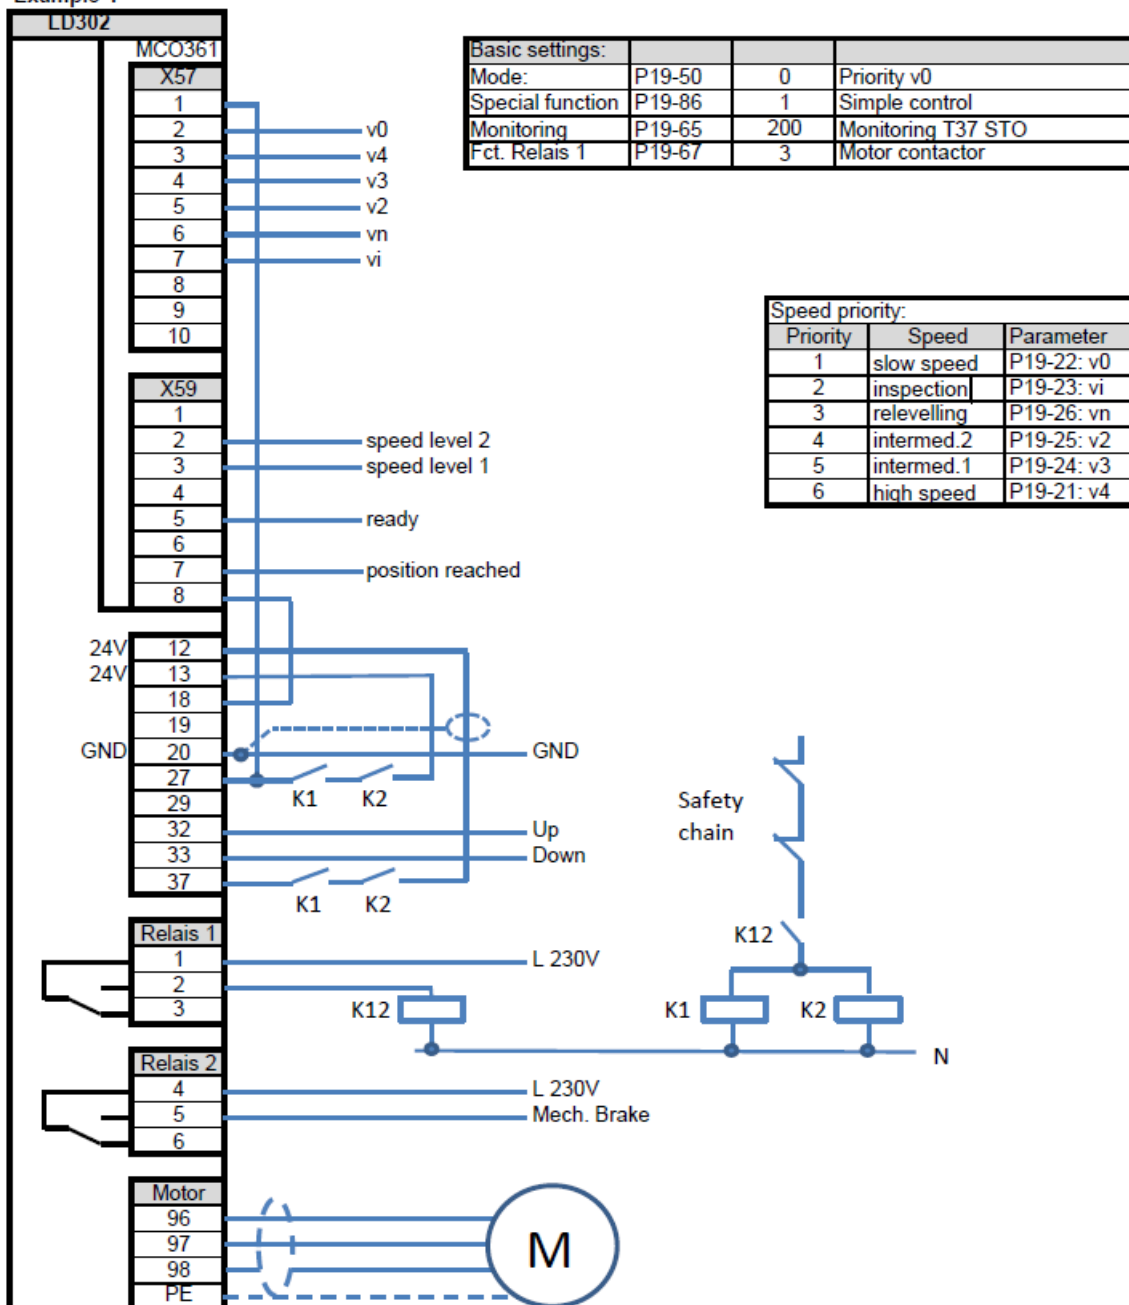 LD302
MCO361
X57
1
2 v0
3 v4
4 v3
5 v2
6 vn
7 vi
8
9
10
Basic settings:
Mode: P19-50 0 Priority v0
Special function P19-86 1 Simple control
Monitoring P19-65 200 Monitoring T37 STO
Fct. Relais 1 P19-67 3 Motor contactor
Speed priority:
Priority Speed Parameter
1 slow speed P19-22: v0
2 inspection P19-23: vi
3 relevelling P19-26: vn
4 intermed.2 P19-25: v2
5 intermed.1 P19-24: v3
6 high speed P19-21: v4
X59
1
2 speed level 2
3 speed level 1
4
5 ready
6
7 position reached
8
24V 12
24V 13
18
19
GND 20 GND
27
K1 K2
29
32 Up
33 Down
37
K1 K2
Safety
chain
K12
K1 K2
N
Relais 1
1 L 230V
2
K12
3
Relais 2
4 L 230V
5 Mech. Brake
6
Motor
96
97
98
PE
M